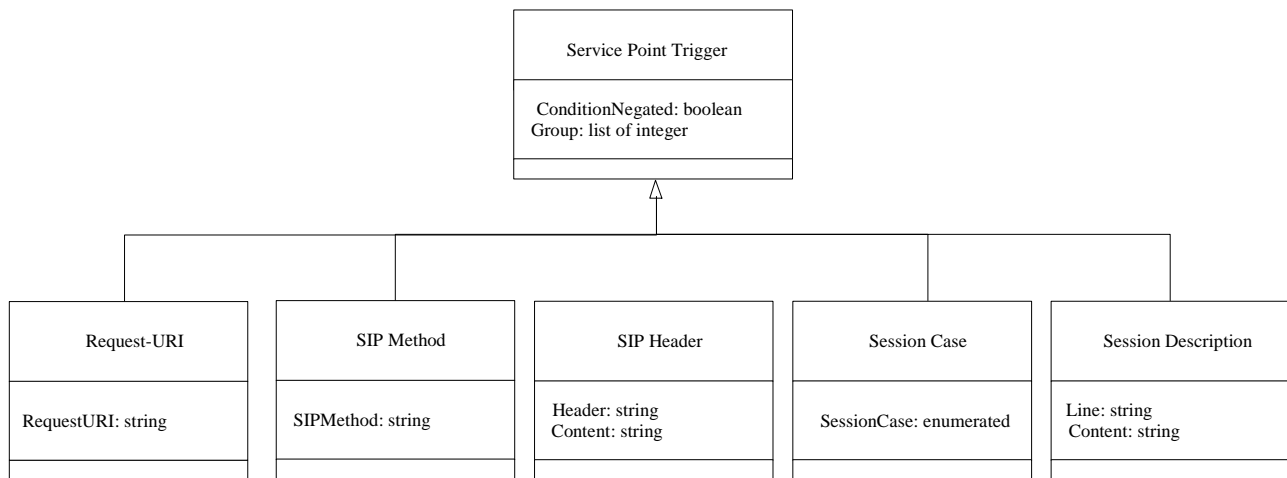 Service Point Trigger
ConditionNegated: boolean
Group: list of integer
Request-URI
RequestURI: string
SIP Method
SIPMethod: string
SIP Header
Header: string
Content: string
Session Case
SessionCase: enumerated
Session Description
Line: string
Content: string